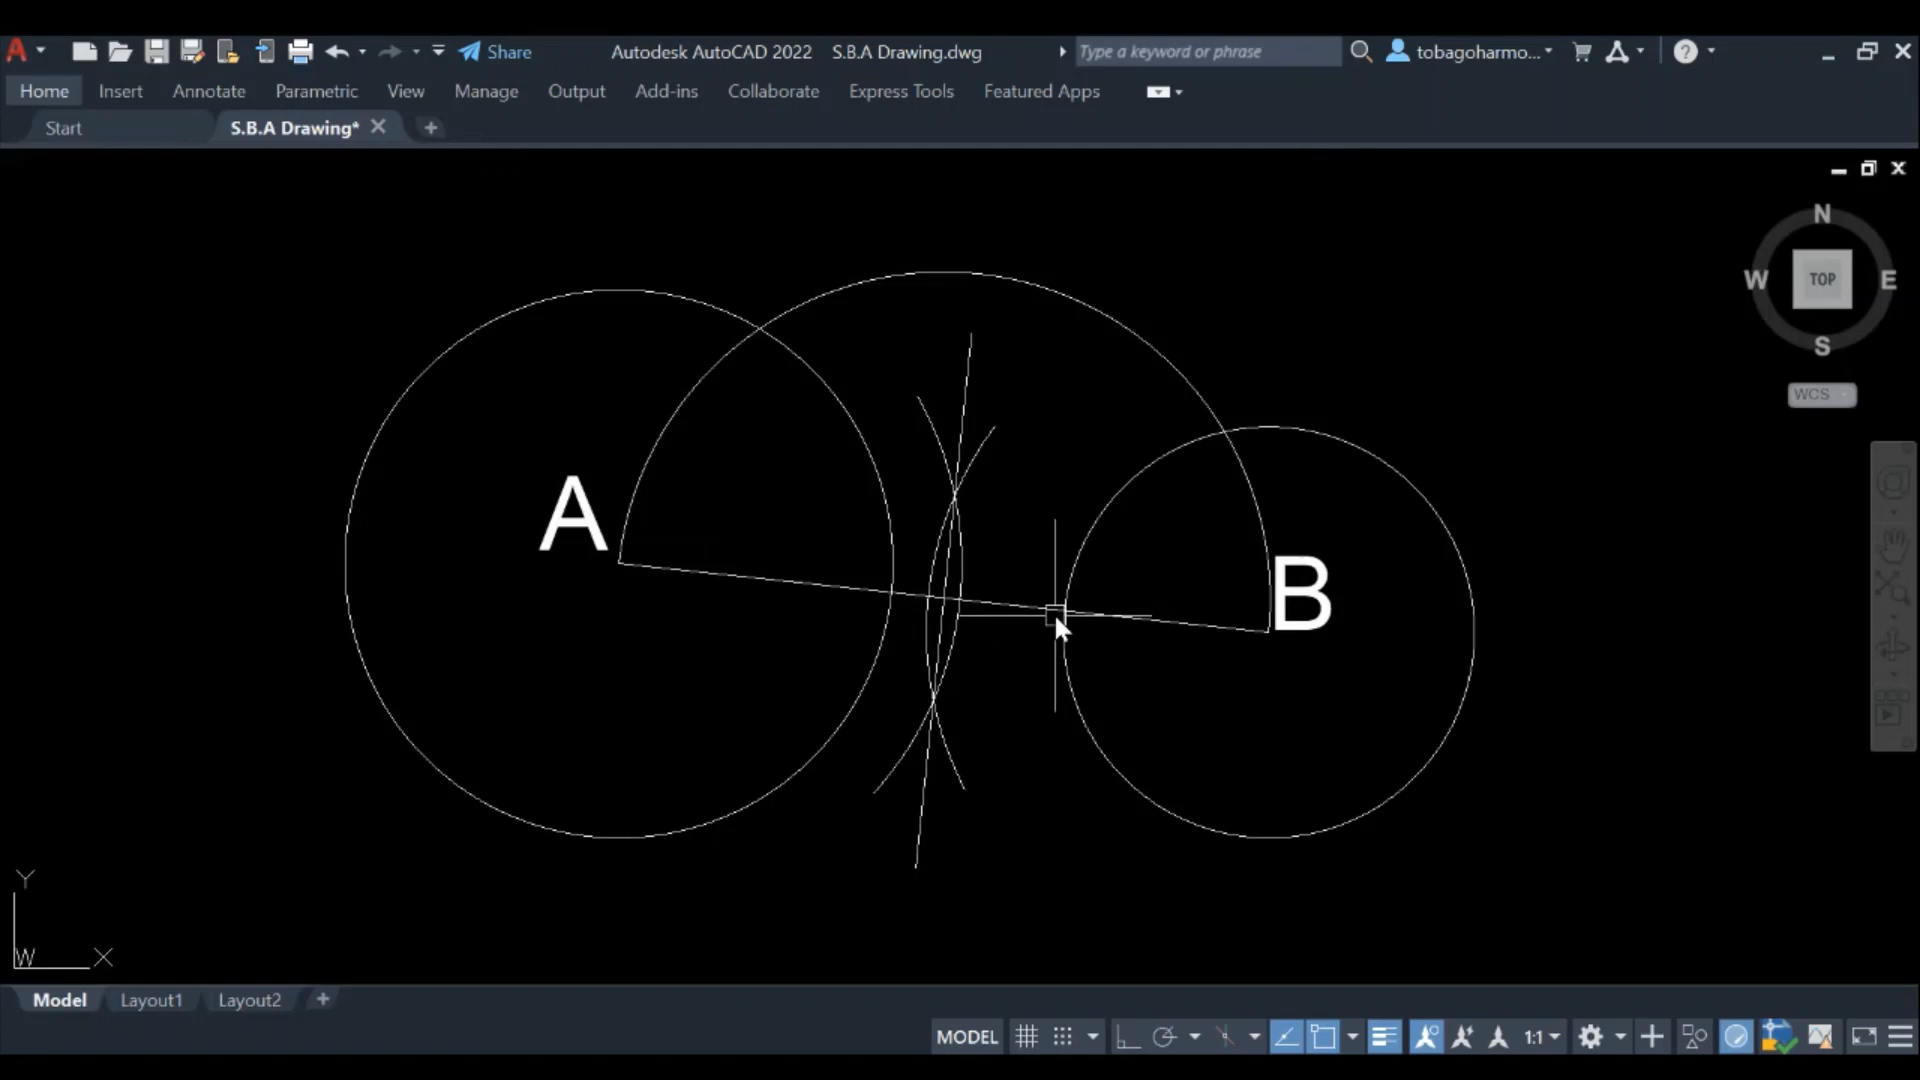 A Share Autodesk AutoCAD 2022 S.B.A Drawing.dwg Type a keyword or phrase tobagoharmo... ?
Home Insert Annotate Parametric View Manage Output Add-ins Collaborate Express Tools Featured Apps
Start S.B.A Drawing* +
N
W TOP E
S
WCS
A
B
Y
W X
Model Layout1 Layout2 +
MODEL 1:1